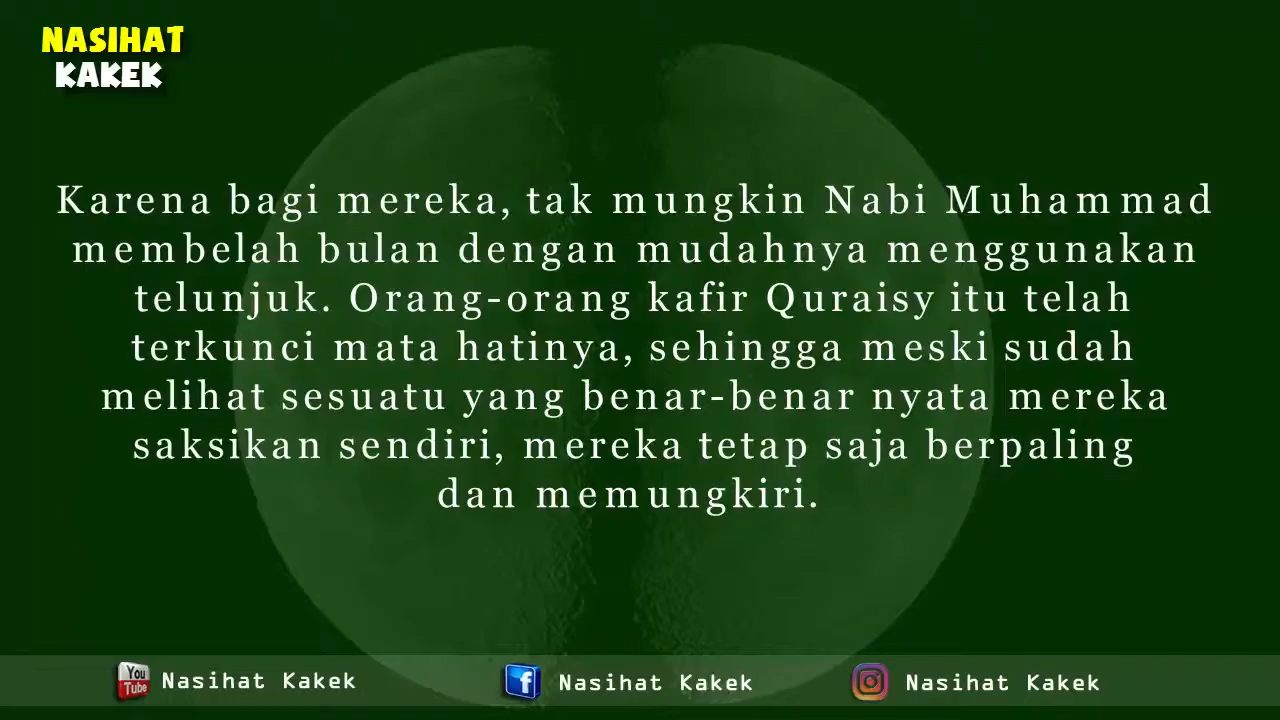 NASIHAT
KAKEK
Karena bagi mereka, tak mungkin Nabi Muhammad
membelah bulan dengan mudahnya menggunakan
telunjuk. Orang-orang kafir Quraisy itu telah
terkunci mata hatinya, sehingga meski sudah
melihat sesuatu yang benar-benar nyata mereka
saksikan sendiri, mereka tetap saja berpaling
dan memungkiri.
You
Tube
Nasihat Kakek
f
Nasihat Kakek
Nasihat Kakek